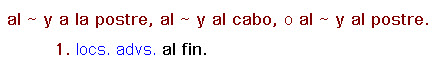 al ~ y a la postre, al ~ y al cabo, o al ~ y al postre.
1. locs. advs. al fin.